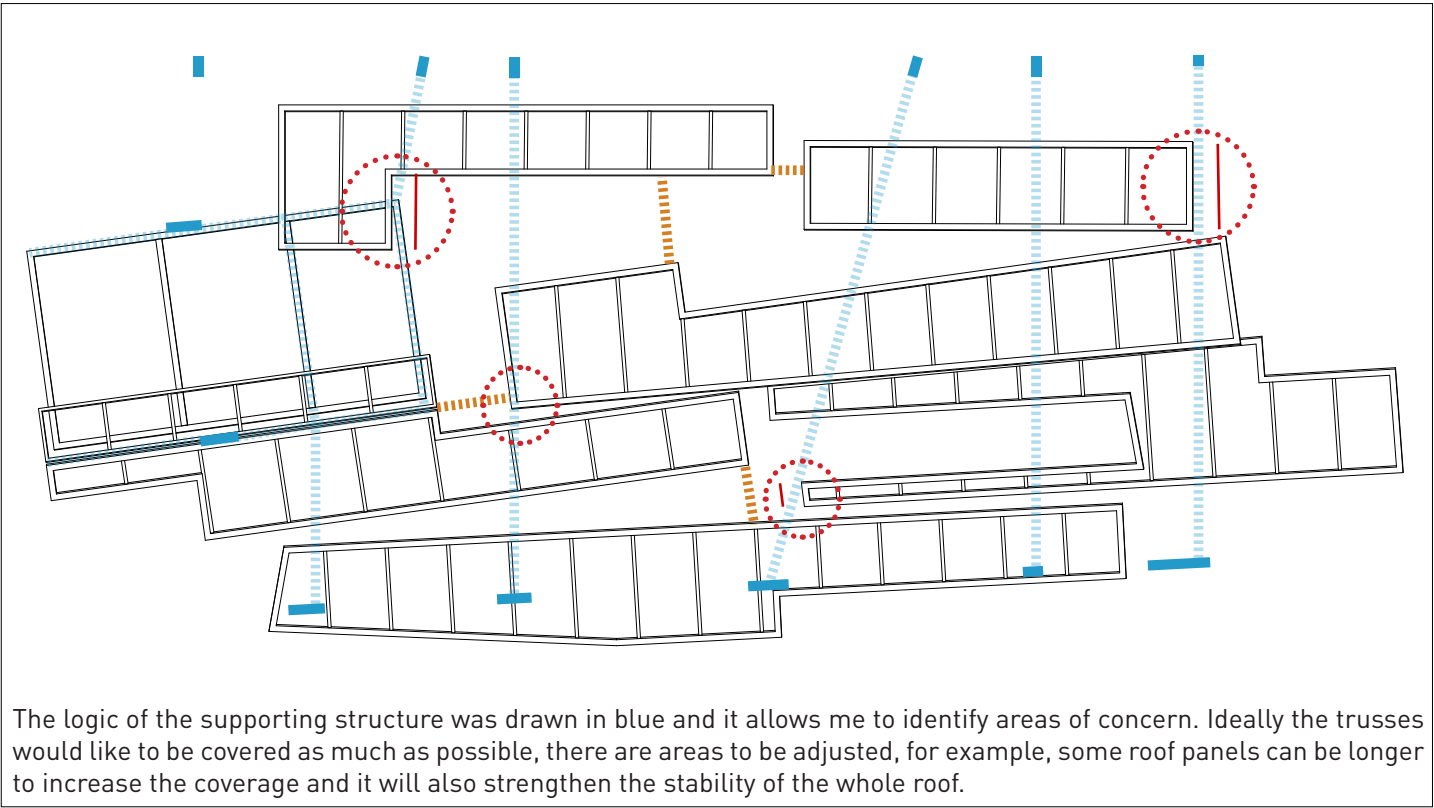 The logic of the supporting structure was drawn in blue and it allows me to identify areas of concern. Ideally the trusses
would like to be covered as much as possible, there are areas to be adjusted, for example, some roof panels can be longer
to increase the coverage and it will also strengthen the stability of the whole roof.